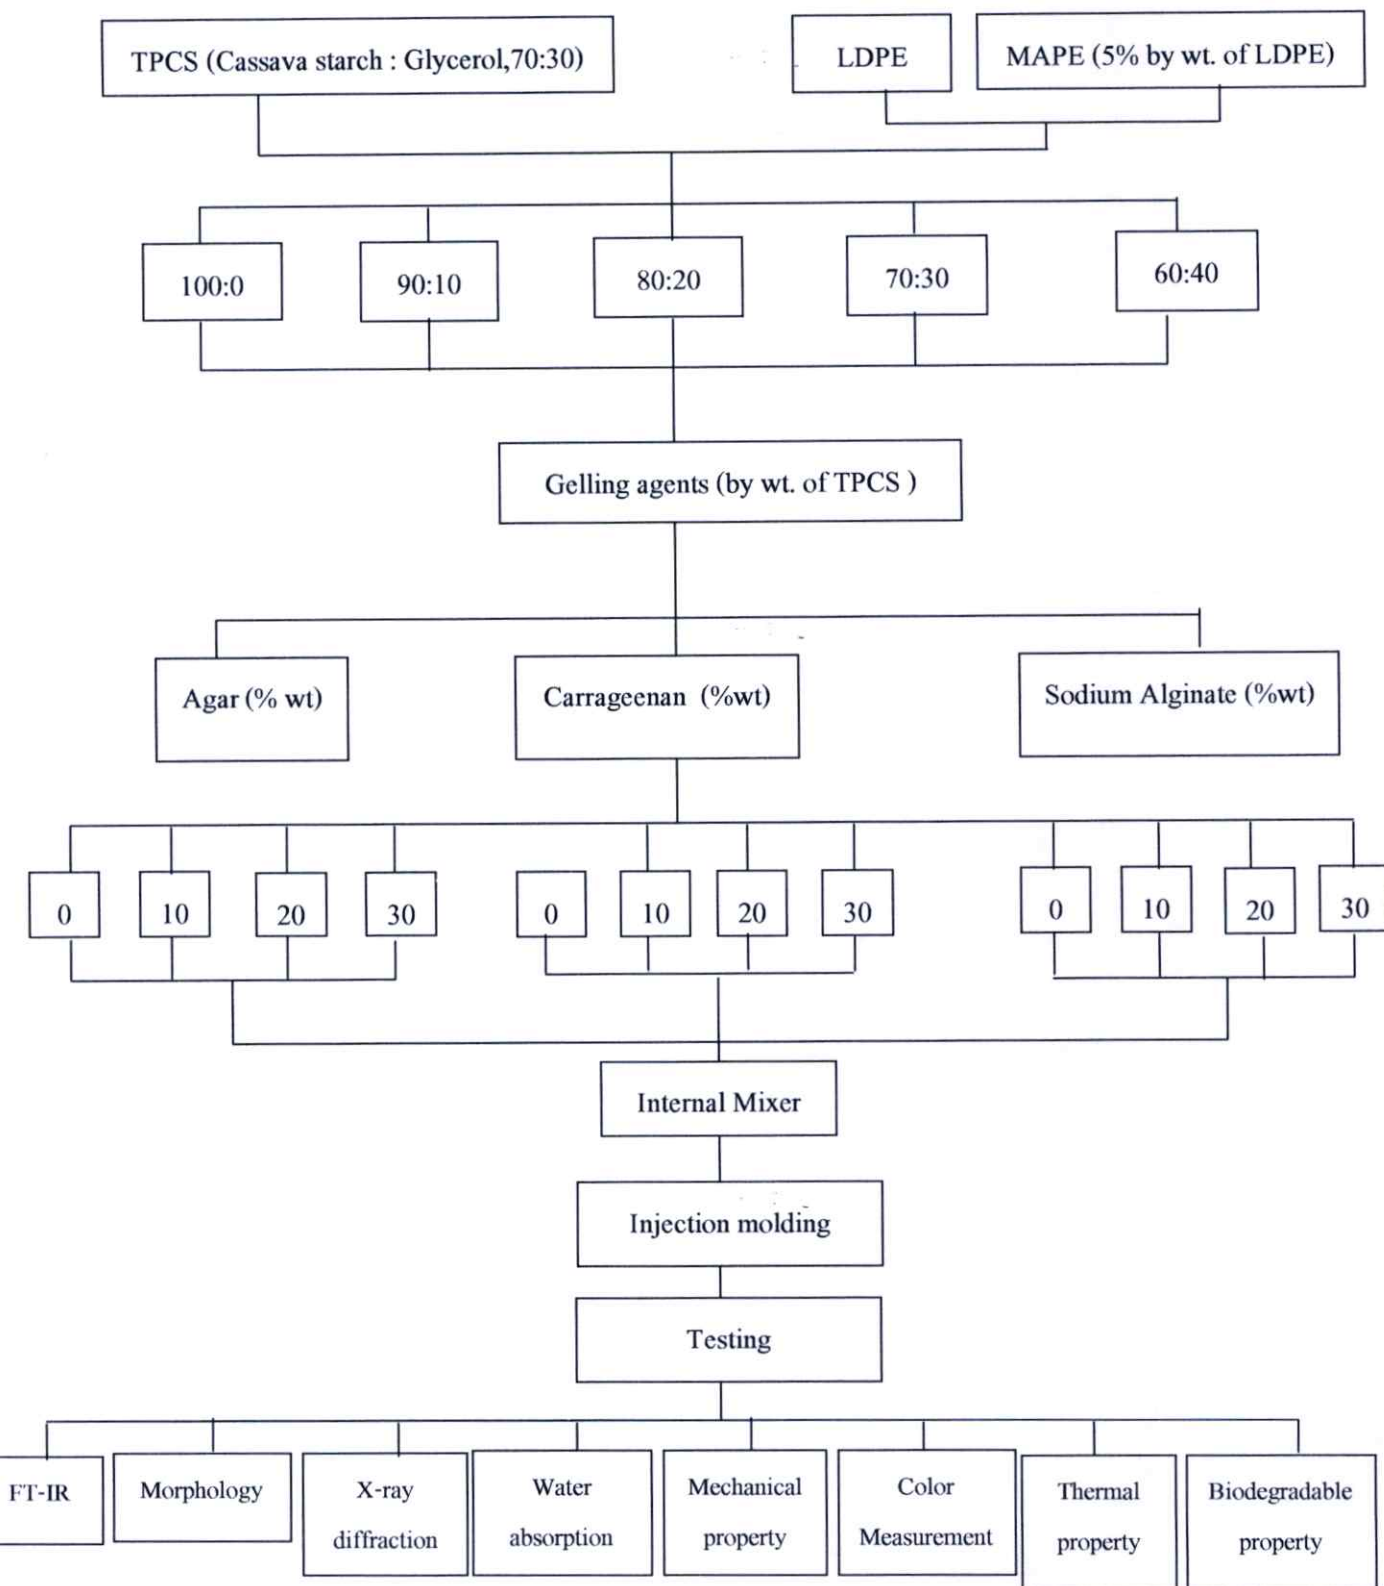 TPCS (Cassava starch : Glycerol,70:30)
LDPE
MAPE (5% by wt. of LDPE)
100:0
90:10
80:20
70:30
60:40
Gelling agents (by wt. of TPCS )
Agar (% wt)
Carrageenan (%wt)
Sodium Alginate (%wt)
0
10
20
30
0
10
20
30
0
10
20
30
Internal Mixer
Injection molding
Testing
FT-IR
Morphology
X-ray
diffraction
Water
absorption
Mechanical
property
Color
Measurement
Thermal
property
Biodegradable
property